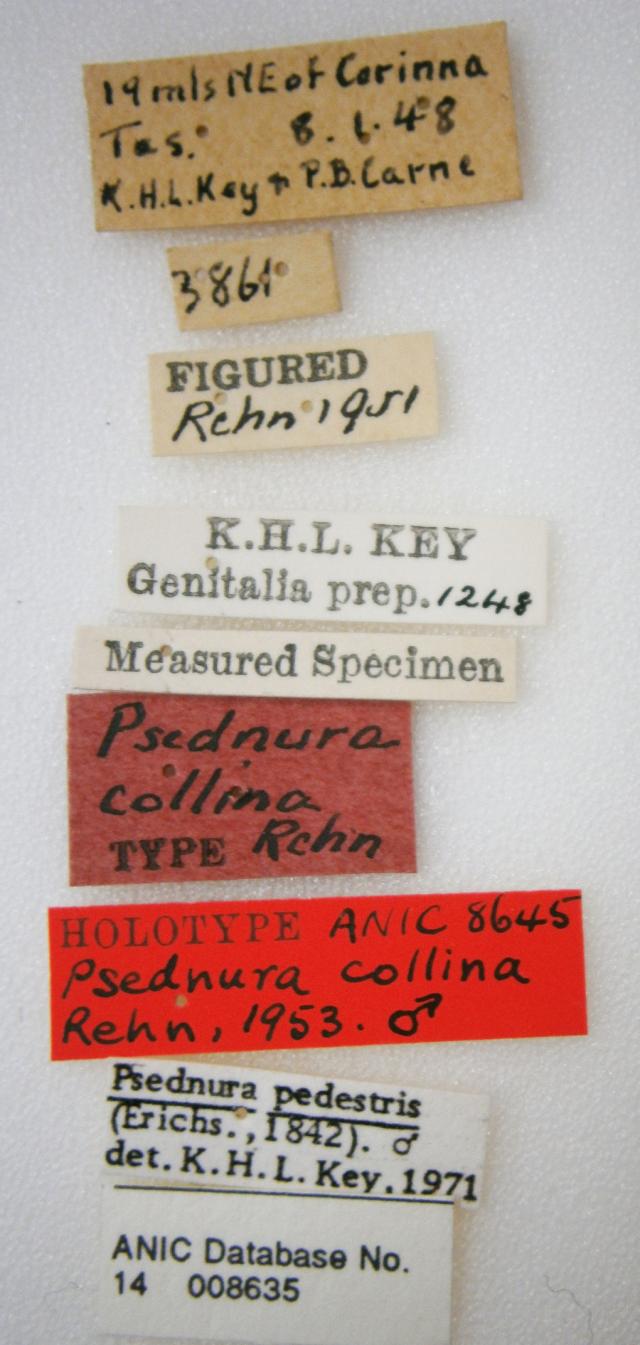 19 mls NE of Corinna
Tas. 8.1.48
K.H.L. Key + P.B. Carne
3861
FIGURED
Rehn 1951
K.H.L. KEY
Genitalia prep. 1248
Measured Specimen
Psednura
collina
TYPE Rehn
HOLOTYPE ANIC 8645
Psednura collina
Rehn, 1953. ♂
Psednura pedestris
(Erichs., 1842). ♂
det. K.H.L. Key. 1971
ANIC Database No.
14 008635